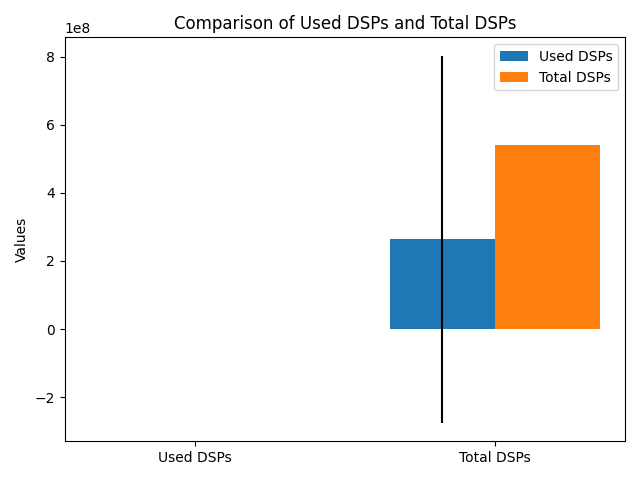 Comparison of Used DSPs and Total DSPs
1e8
Used DSPs
Total DSPs
8
6
4
2
0
−2
Values
Used DSPs
Total DSPs